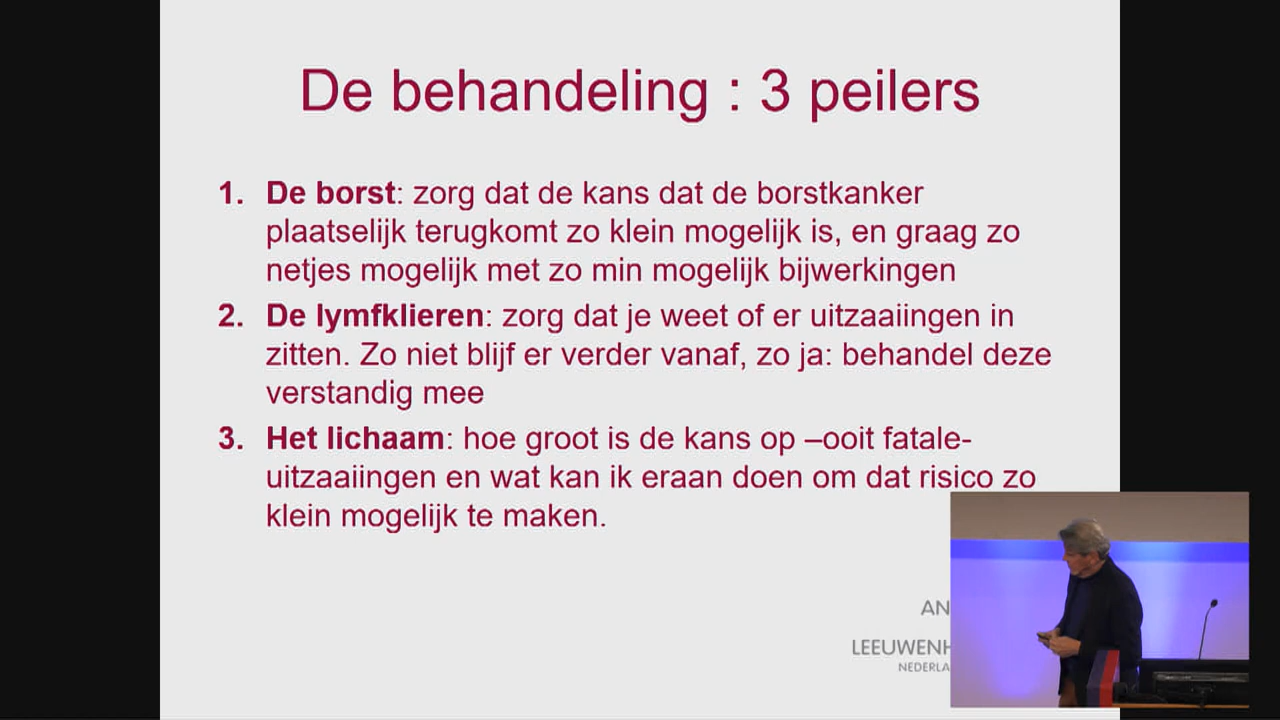 De behandeling : 3 peilers
1. De borst: zorg dat de kans dat de borstkanker
plaatselijk terugkomt zo klein mogelijk is, en graag zo
netjes mogelijk met zo min mogelijk bijwerkingen
2. De lymfklieren: zorg dat je weet of er uitzaaiingen in
zitten. Zo niet blijf er verder vanaf, zo ja: behandel deze
verstandig mee
3. Het lichaam: hoe groot is de kans op –ooit fatale-
uitzaaiingen en wat kan ik eraan doen om dat risico zo
klein mogelijk te maken.
AN
LEEUWENH
NEDERLA